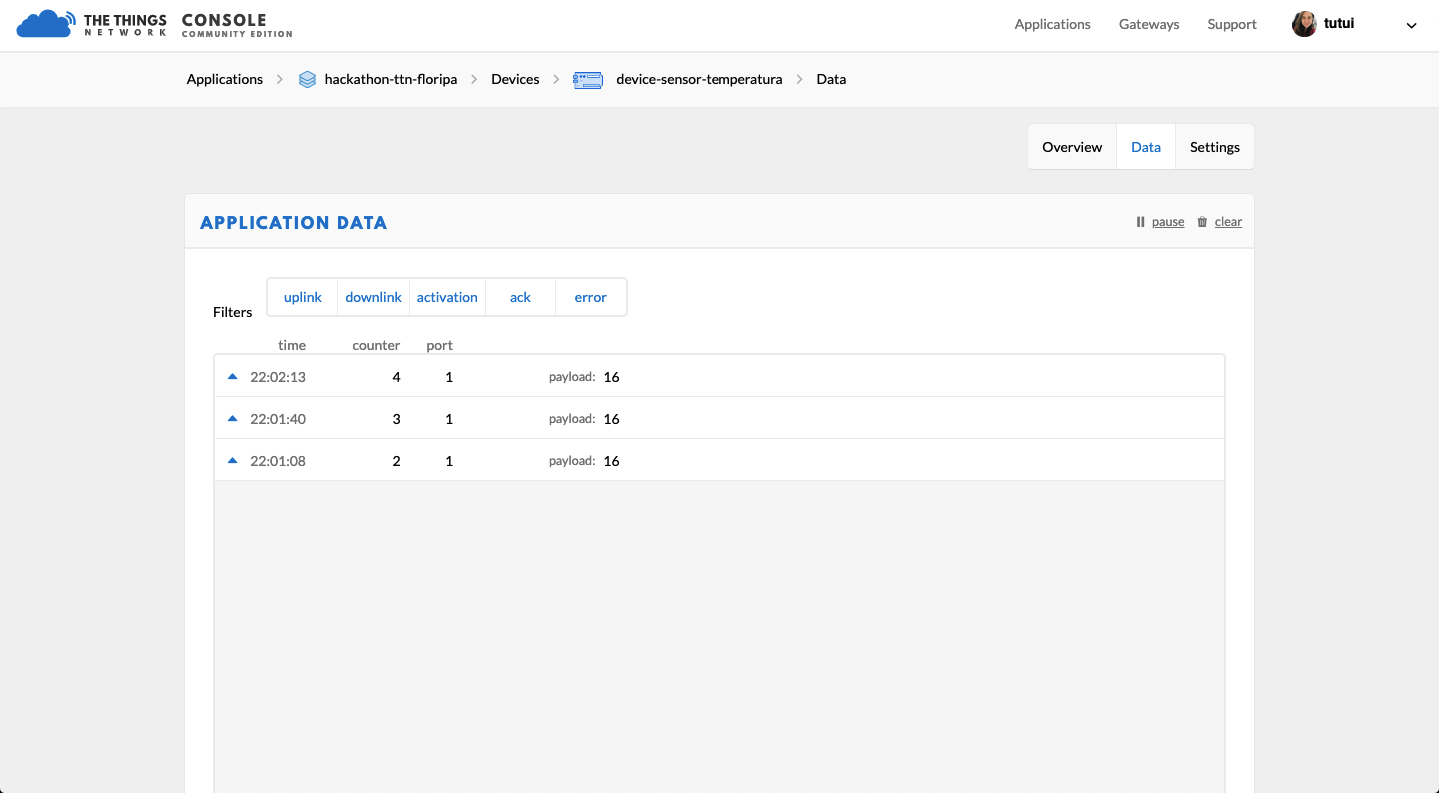 THE THINGS NETWORK CONSOLE COMMUNITY EDITION
Applications Gateways Support tutui
Applications hackathon-ttn-floripa Devices device-sensor-temperatura Data
Overview Data Settings
APPLICATION DATA pause clear
Filters uplink downlink activation ack error
time counter port
22:02:13 4 1 payload: 16
22:01:40 3 1 payload: 16
22:01:08 2 1 payload: 16